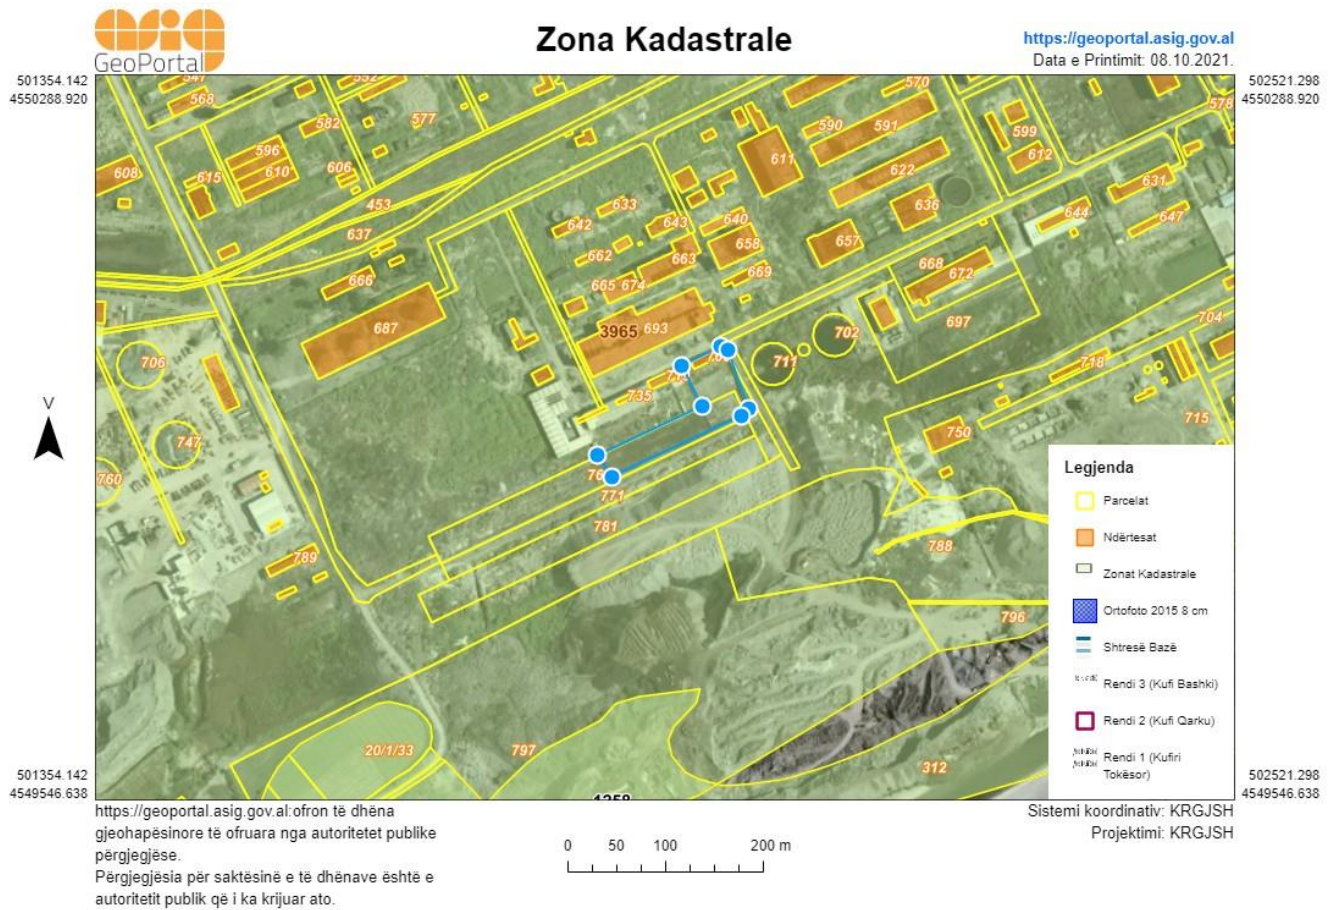 asig
GeoPortal
Zona Kadastrale
https://geoportal.asig.gov.al
Data e Printimit: 08.10.2021.
501354.142
4550288.920
502521.298
4550288.920
547
552
570
568
577
578
582
590
591
599
596
606
611
612
608
615
610
622
631
453
633
636
644
647
637
642
643
640
657
658
662
663
668
666
665
674
669
672
687
3965
693
697
704
702
706
711
718
735
715
747
750
760
771
781
789
788
796
20/1/33
797
312
1258
V
Legjenda
Parcelat
Ndërtesat
Zonat Kadastrale
Ortofoto 2015 8 cm
Shtresë Bazë
Rendi 3 (Kufi Bashki)
Rendi 2 (Kufi Qarku)
Rendi 1 (Kufiri
Tokësor)
501354.142
4549546.638
502521.298
4549546.638
https://geoportal.asig.gov.al:ofron të dhëna
gjeohapësinore të ofruara nga autoritetet publike
përgjegjëse.
Përgjegjësia për saktësinë e të dhënave është e
autoritetit publik që i ka krijuar ato.
0 50 100 200 m
Sistemi koordinativ: KRGJSH
Projektimi: KRGJSH